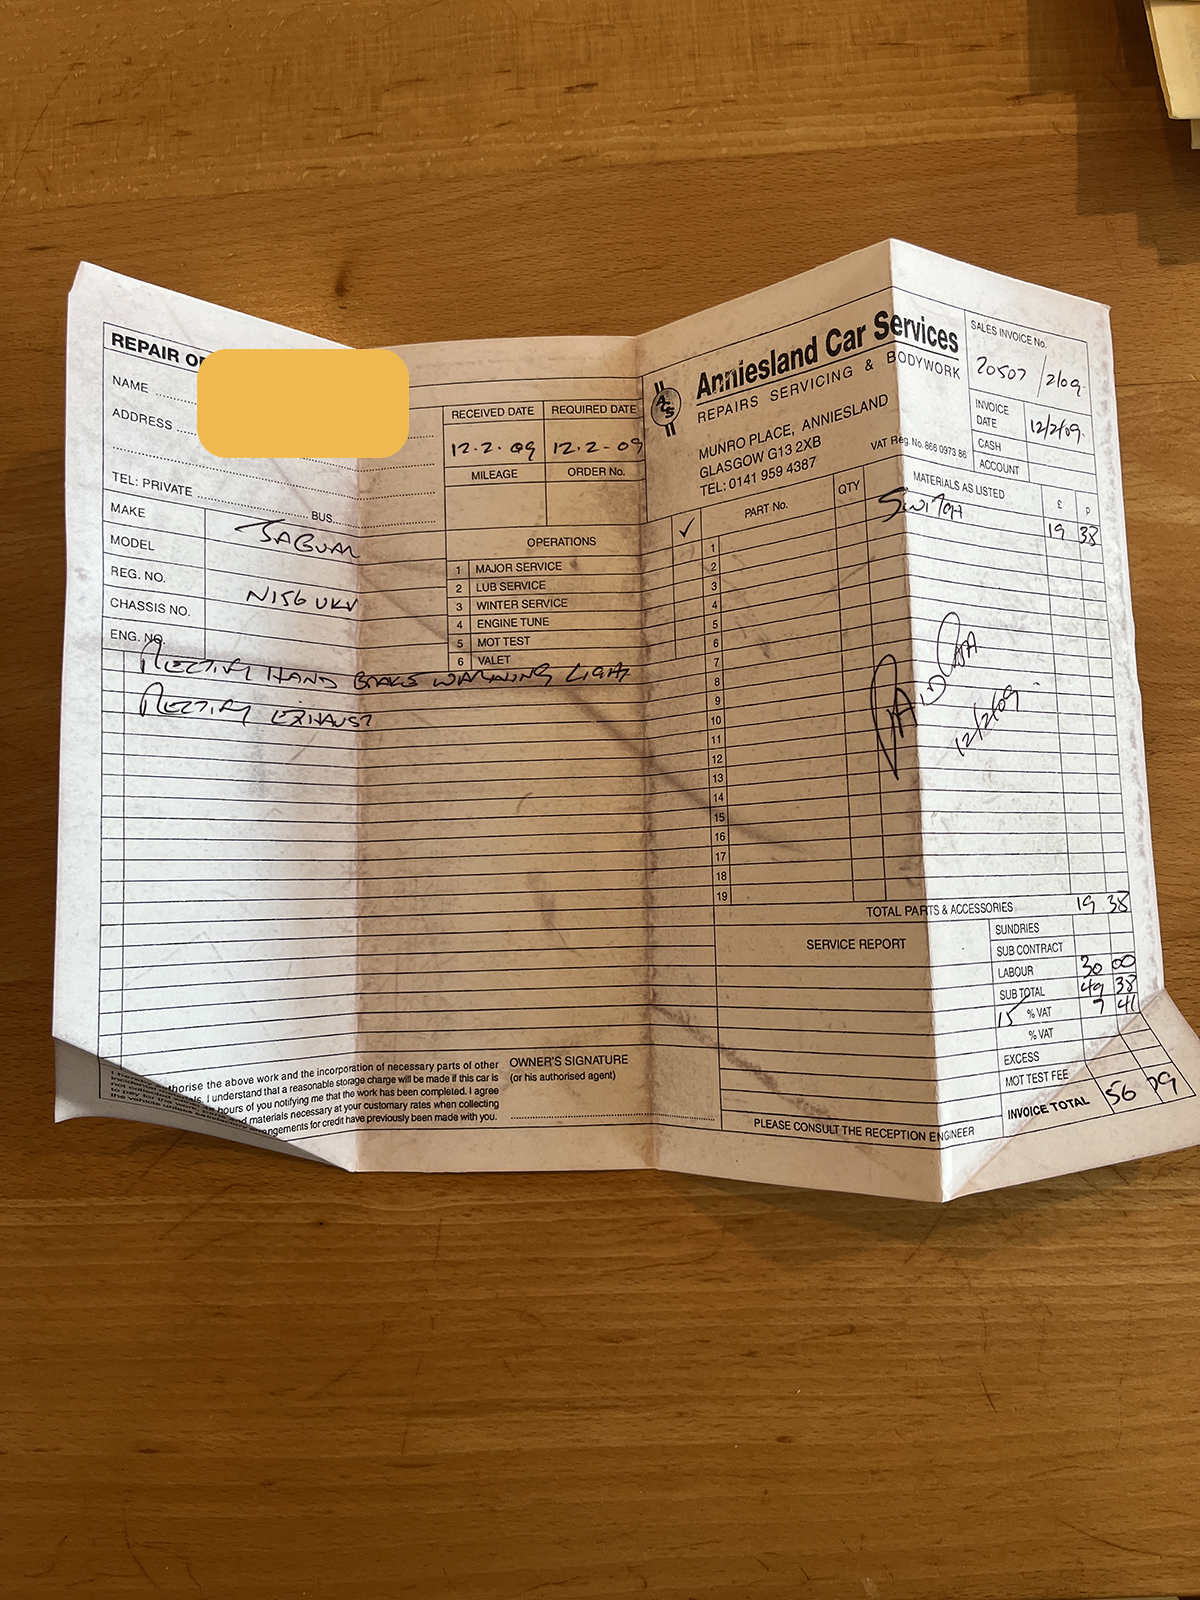 REPAIR O
NAME
ADDRESS
TEL: PRIVATE
BUS.
MAKE JAGUAR
MODEL
REG. NO. N156 UKV
CHASSIS NO.
ENG. NO.
RECTIFY HAND BRAKE WARNING LIGHT
RECTIFY EXHAUST
RECEIVED DATE REQUIRED DATE
12.2.09 12.2-09
MILEAGE ORDER No.
OPERATIONS
1 MAJOR SERVICE
2 LUB SERVICE
3 WINTER SERVICE
4 ENGINE TUNE
5 MOT TEST
6 VALET
ACS
Anniesland Car Services
REPAIRS SERVICING & BODYWORK
MUNRO PLACE, ANNIESLAND
GLASGOW G13 2XB
TEL: 0141 959 4387
VAT Reg No. 866 0973 86
SALES INVOICE No.
20507 /2/09.
INVOICE DATE 12/2/09.
CASH
ACCOUNT
✓ PART No. QTY MATERIALS AS LISTED £ p
1 SWITCH 19 38
2
3
4
5
6
7
8
9
10
11
12
13
14
15
16
17
18
19
PAID
12/2/09
TOTAL PARTS & ACCESSORIES 19 38
SERVICE REPORT
SUNDRIES
SUB CONTRACT
LABOUR 30 00
SUB TOTAL 49 38
15 % VAT 7 41
% VAT
EXCESS
MOT TEST FEE
INVOICE TOTAL 56 79
PLEASE CONSULT THE RECEPTION ENGINEER
thorise the above work and the incorporation of necessary parts of other
ls. I understand that a reasonable storage charge will be made if this car is
hours of you notifying me that the work has been completed. I agree
d materials necessary at your customary rates when collecting
angements for credit have previously been made with you.
OWNER'S SIGNATURE
(or his authorised agent)